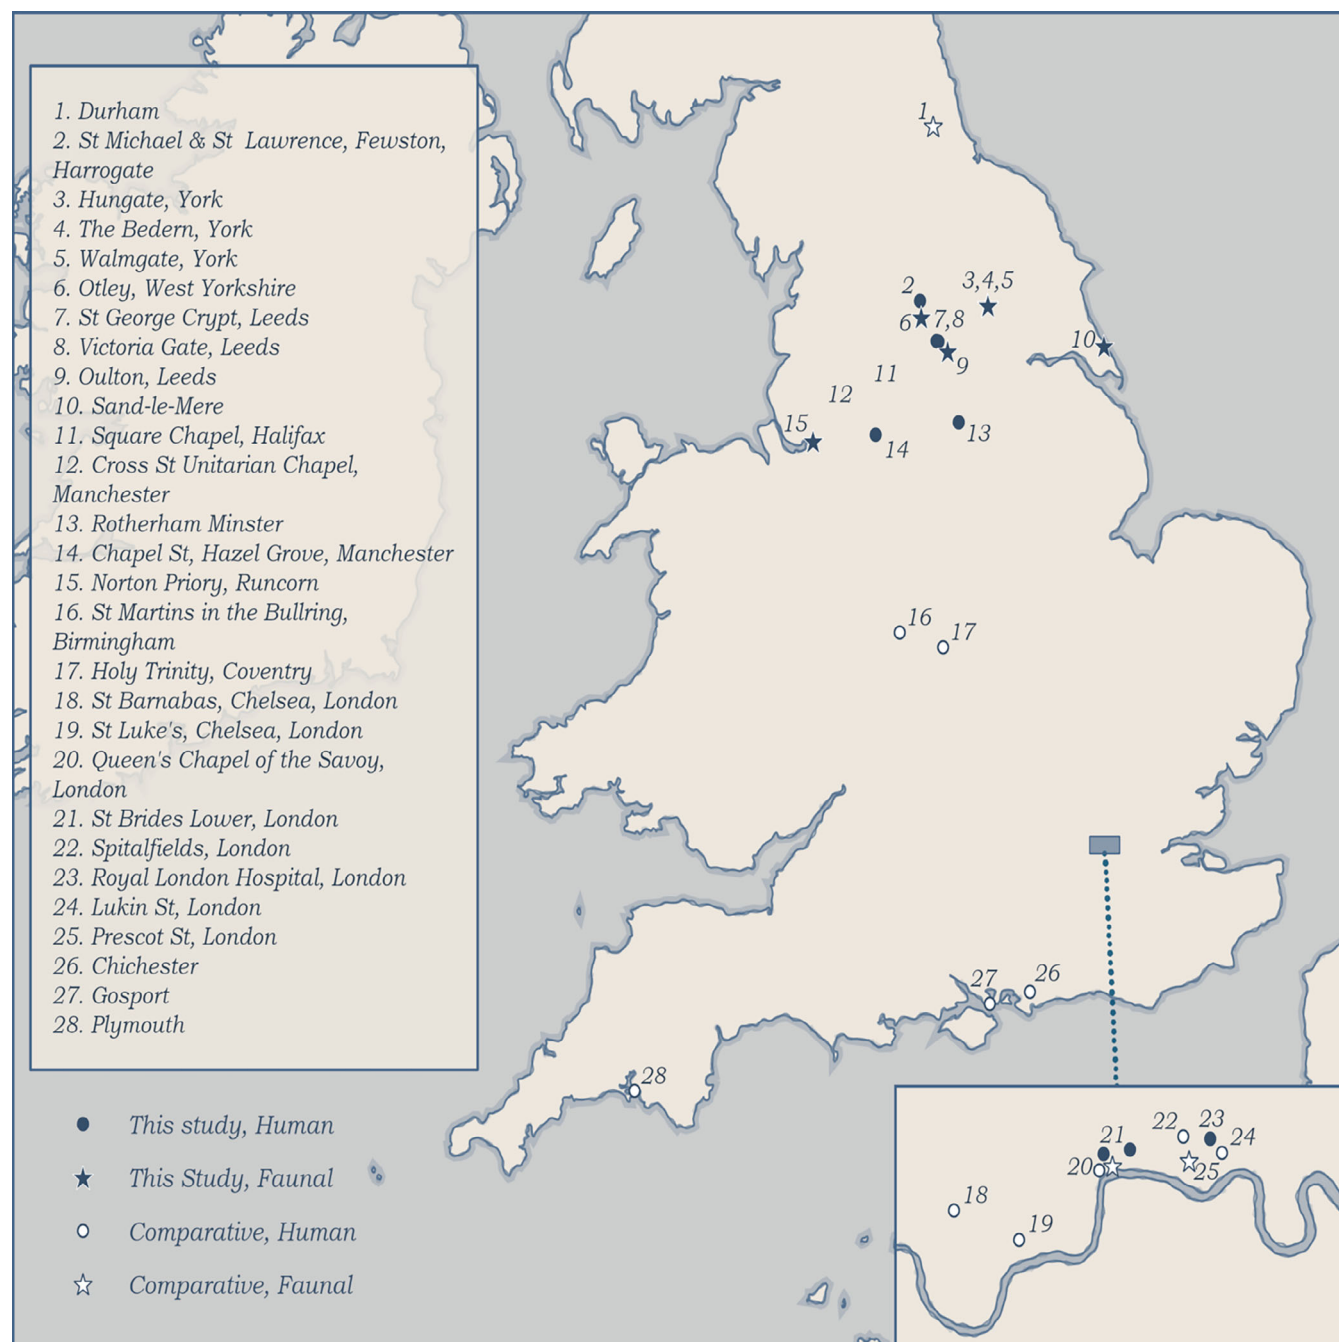 1. Durham
2. St Michael & St  Lawrence, Fewston,
Harrogate
3. Hungate, York
4. The Bedern, York
5. Walmgate, York
6. Otley, West Yorkshire
7. St George Crypt, Leeds
8. Victoria Gate, Leeds
9. Oulton, Leeds
10. Sand-le-Mere
11. Square Chapel, Halifax
12. Cross St Unitarian Chapel,
Manchester
13. Rotherham Minster
14. Chapel St, Hazel Grove, Manchester
15. Norton Priory, Runcorn
16. St Martins in the Bullring,
Birmingham
17. Holy Trinity, Coventry
18. St Barnabas, Chelsea, London
19. St Luke's, Chelsea, London
20. Queen's Chapel of the Savoy,
London
21. St Brides Lower, London
22. Spitalfields, London
23. Royal London Hospital, London
24. Lukin St, London
25. Prescot St, London
26. Chichester
27. Gosport
28. Plymouth
This study, Human
This Study, Faunal
Comparative, Human
Comparative, Faunal
1
2
3,4,5
6
7,8
9
10
11
12
13
14
15
16
17
27
26
28
21
22
23
24
20
25
18
19